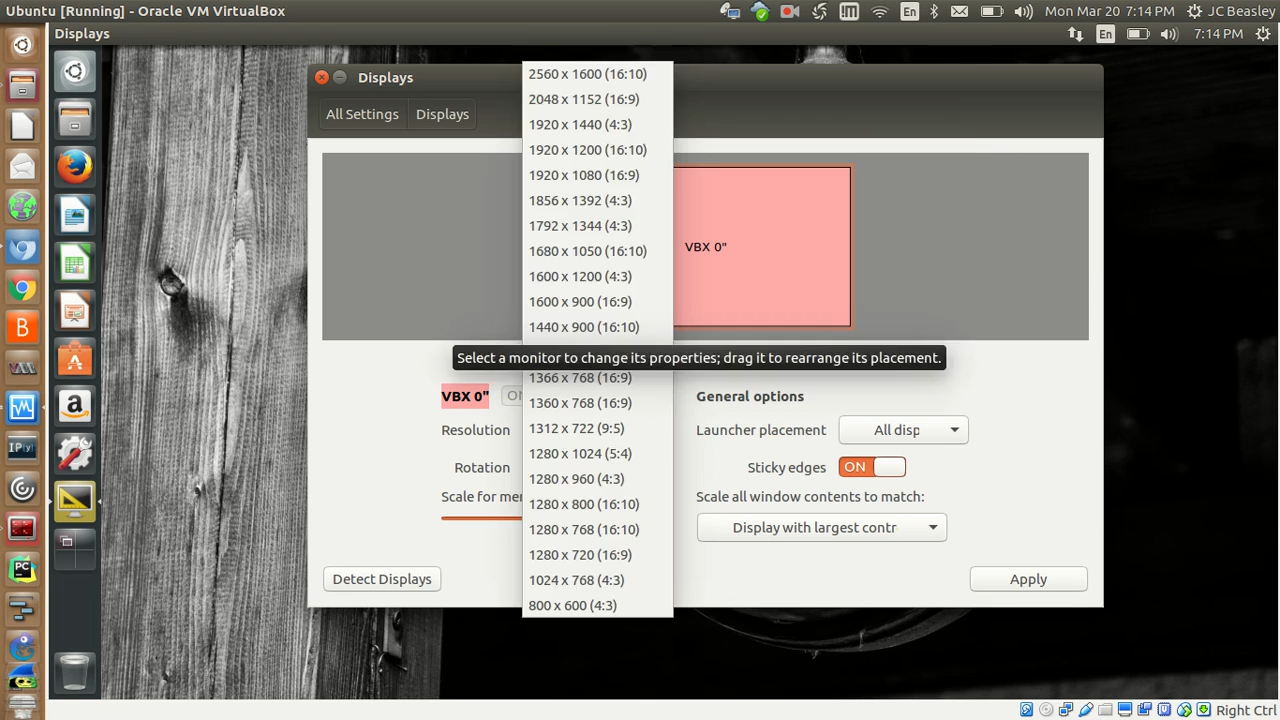 Ubuntu [Running] - Oracle VM VirtualBox
En
Mon Mar 20 7:14 PM
JC Beasley
Displays
En
7:14 PM
Displays
All Settings
Displays
2560 x 1600 (16:10)
2048 x 1152 (16:9)
1920 x 1440 (4:3)
1920 x 1200 (16:10)
1920 x 1080 (16:9)
1856 x 1392 (4:3)
1792 x 1344 (4:3)
1680 x 1050 (16:10)
1600 x 1200 (4:3)
1600 x 900 (16:9)
1440 x 900 (16:10)
VBX 0"
Select a monitor to change its properties; drag it to rearrange its placement.
1366 x 768 (16:9)
1360 x 768 (16:9)
1312 x 722 (9:5)
1280 x 1024 (5:4)
1280 x 960 (4:3)
1280 x 800 (16:10)
1280 x 768 (16:10)
1280 x 720 (16:9)
1024 x 768 (4:3)
800 x 600 (4:3)
VBX 0"
Resolution
Rotation
Scale for me
General options
Launcher placement
All disp
Sticky edges
ON
Scale all window contents to match:
Display with largest contr
Detect Displays
Apply
B
IP[y]
PC
a
Right Ctrl